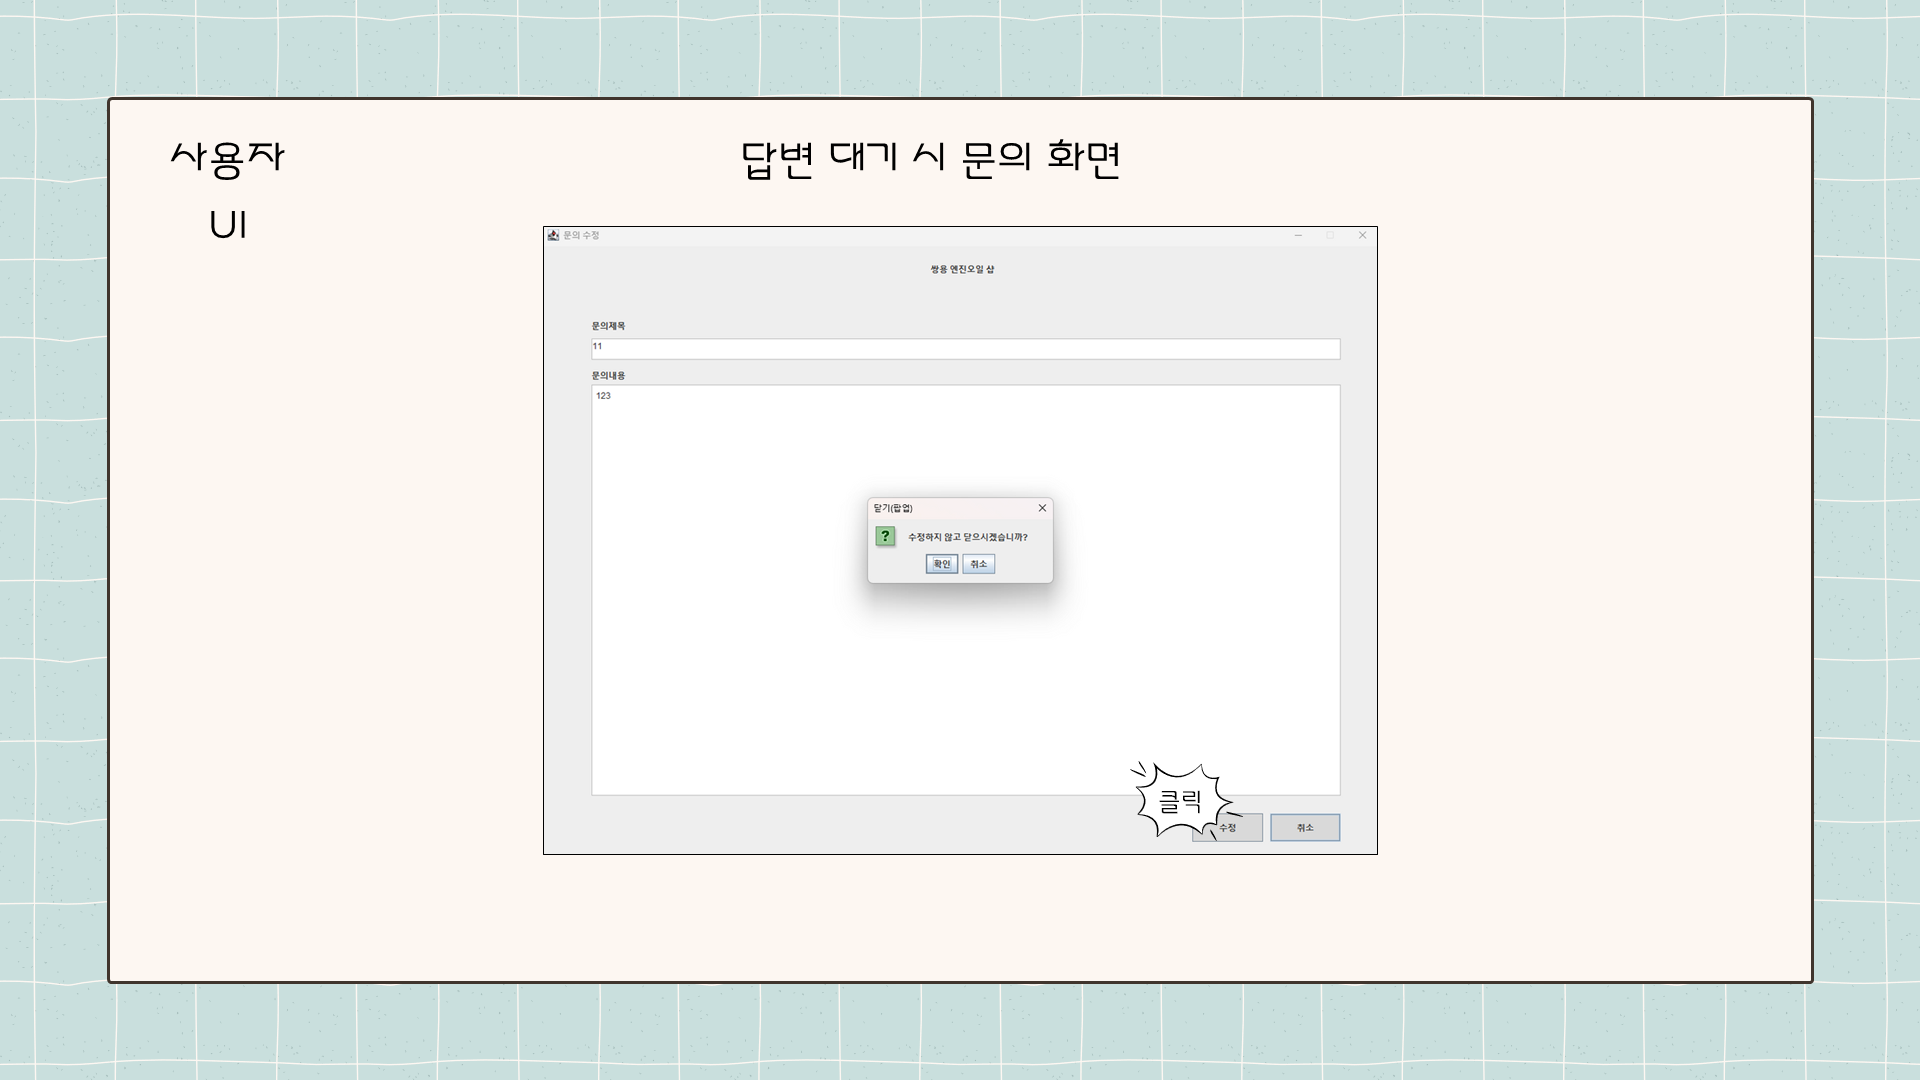 사용자
UI
답변 대기 시 문의 화면
문의 수정
쌍용 엔진오일 샵
문의제목
11
문의내용
123
닫기(팝업)
?
수정하지 않고 닫으시겠습니까?
확인 취소
클릭
수정 취소